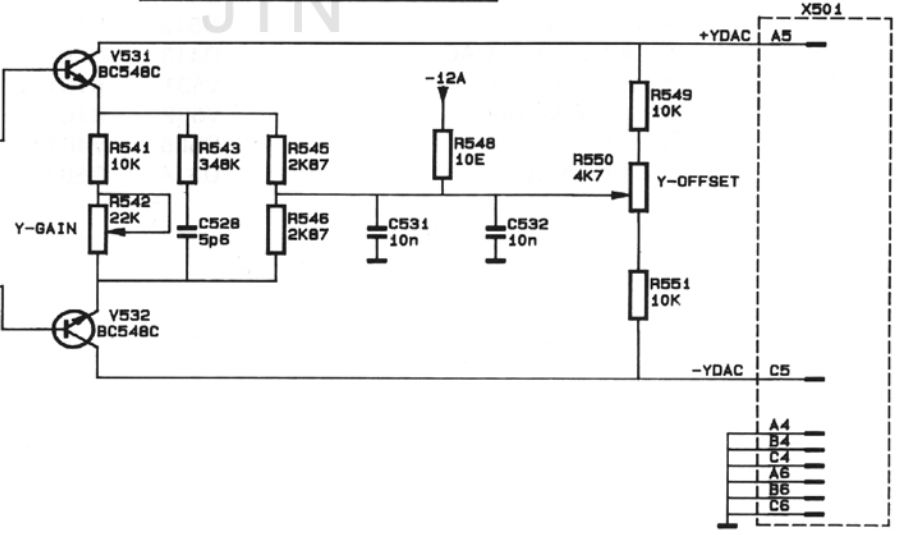 JYN
X501
+YDAC A5
V531
BC548C
-12A
R549
10K
R541
10K
R543
348K
R545
2K87
R548
10E
R550
4K7
Y-OFFSET
R542
22K
Y-GAIN
C528
5p6
R546
2K87
C531
10n
C532
10n
R551
10K
V532
BC548C
-YDAC C5
A4
B4
C4
A6
B6
C6